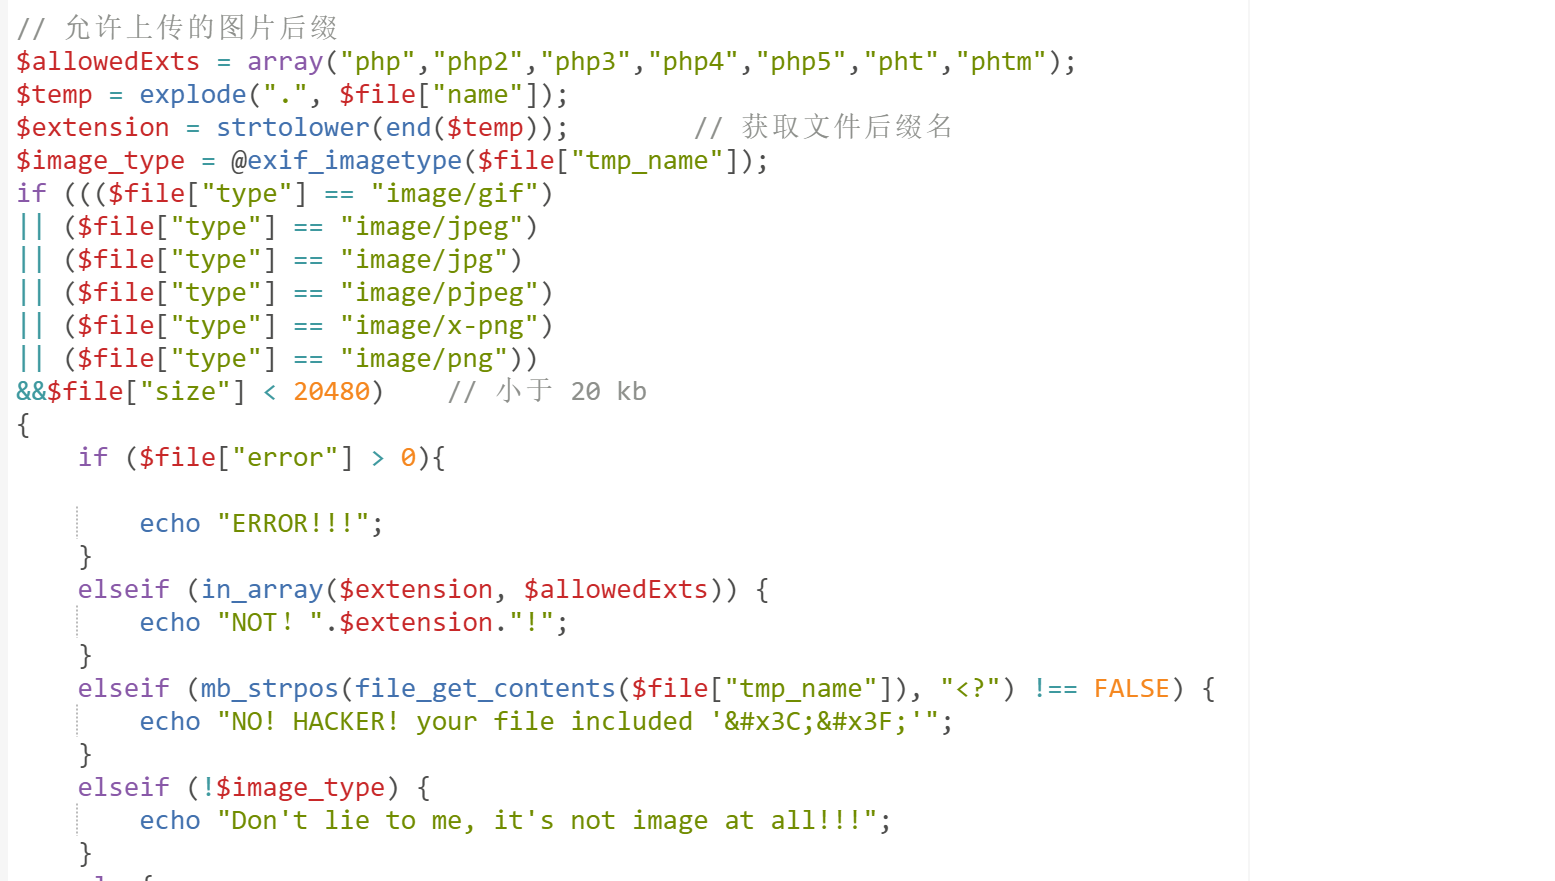 // 允许上传的图片后缀
$allowedExts = array("php","php2","php3","php4","php5","pht","phtm");
$temp = explode(".", $file["name"]);
$extension = strtolower(end($temp));        // 获取文件后缀名
$image_type = @exif_imagetype($file["tmp_name"]);
if ((($file["type"] == "image/gif")
|| ($file["type"] == "image/jpeg")
|| ($file["type"] == "image/jpg")
|| ($file["type"] == "image/pjpeg")
|| ($file["type"] == "image/x-png")
|| ($file["type"] == "image/png"))
&&$file["size"] < 20480)    // 小于 20 kb
{
    if ($file["error"] > 0){
        echo "ERROR!!!";
    }
    elseif (in_array($extension, $allowedExts)) {
        echo "NOT! ".$extension."!";
    }
    elseif (mb_strpos(file_get_contents($file["tmp_name"]), "<?") !== FALSE) {
        echo "NO! HACKER! your file included '&#x3C;&#x3F;'";
    }
    elseif (!$image_type) {
        echo "Don't lie to me, it's not image at all!!!";
    }